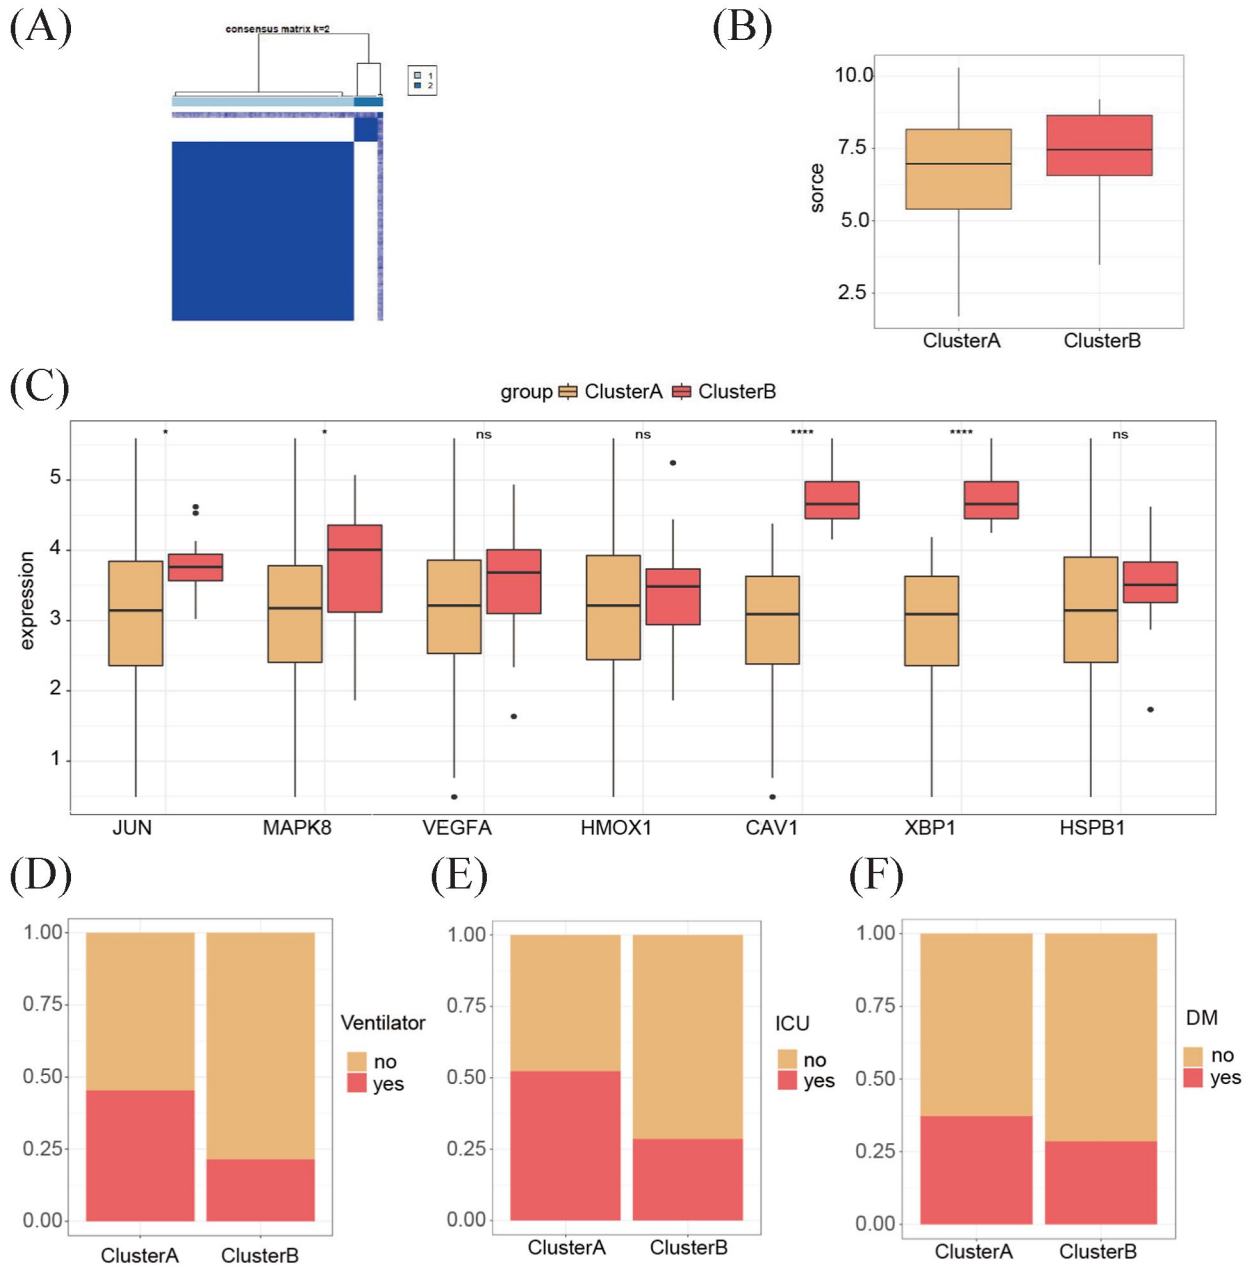 (A)
consensus matrix k=2
1
2
(B)
10.0
7.5
5.0
2.5
sorce
ClusterA ClusterB
(C)
group ClusterA ClusterB
* * ns ns **** **** ns
5
4
3
2
1
expression
JUN MAPK8 VEGFA HMOX1 CAV1 XBP1 HSPB1
(D)
1.00
0.75
0.50
0.25
0.00
ClusterA ClusterB
Ventilator
no
yes
(E)
1.00
0.75
0.50
0.25
0.00
ClusterA ClusterB
ICU
no
yes
(F)
1.00
0.75
0.50
0.25
0.00
ClusterA ClusterB
DM
no
yes